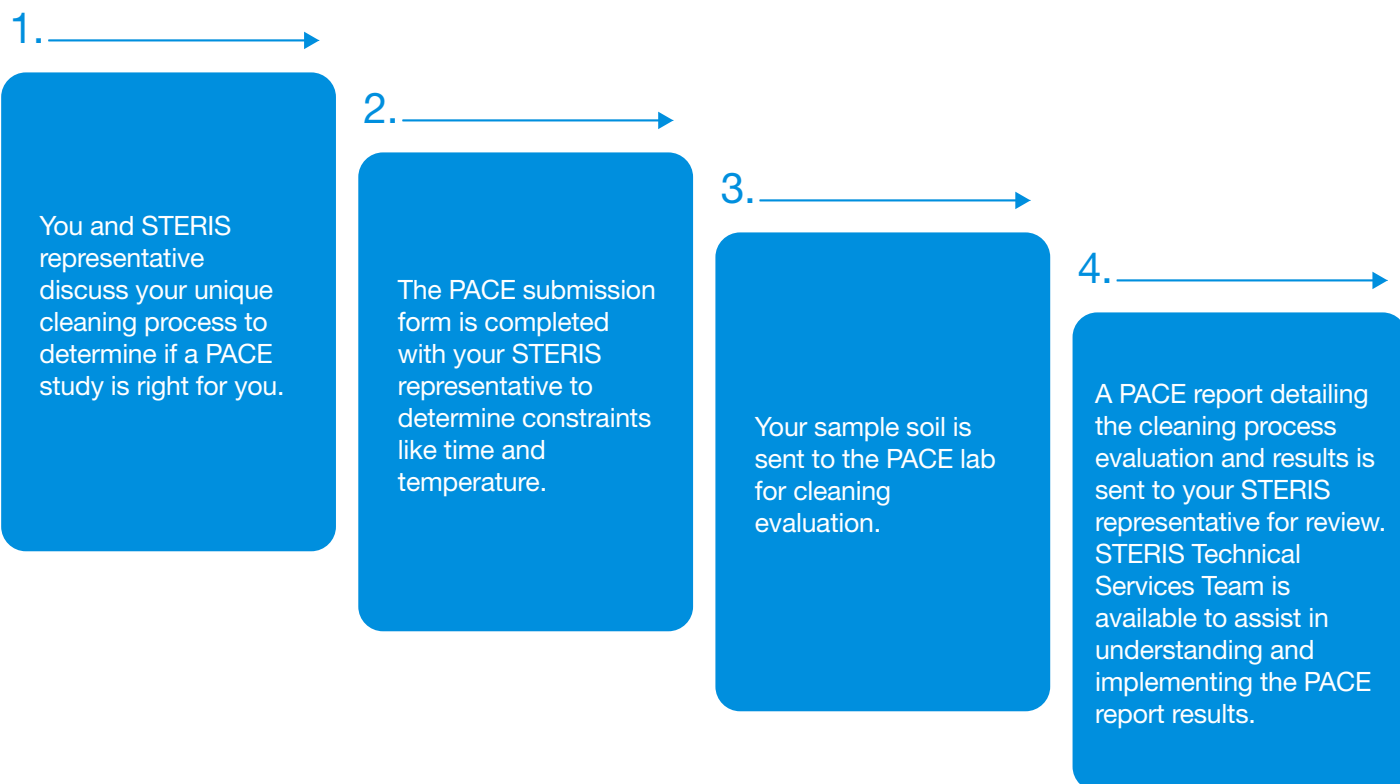 1.
You and STERIS
representative
discuss your unique
cleaning process to
determine if a PACE
study is right for you.
2.
The PACE submission
form is completed
with your STERIS
representative to
determine constraints
like time and
temperature.
3.
Your sample soil is
sent to the PACE lab
for cleaning
evaluation.
4.
A PACE report detailing
the cleaning process
evaluation and results is
sent to your STERIS
representative for review.
STERIS Technical
Services Team is
available to assist in
understanding and
implementing the PACE
report results.